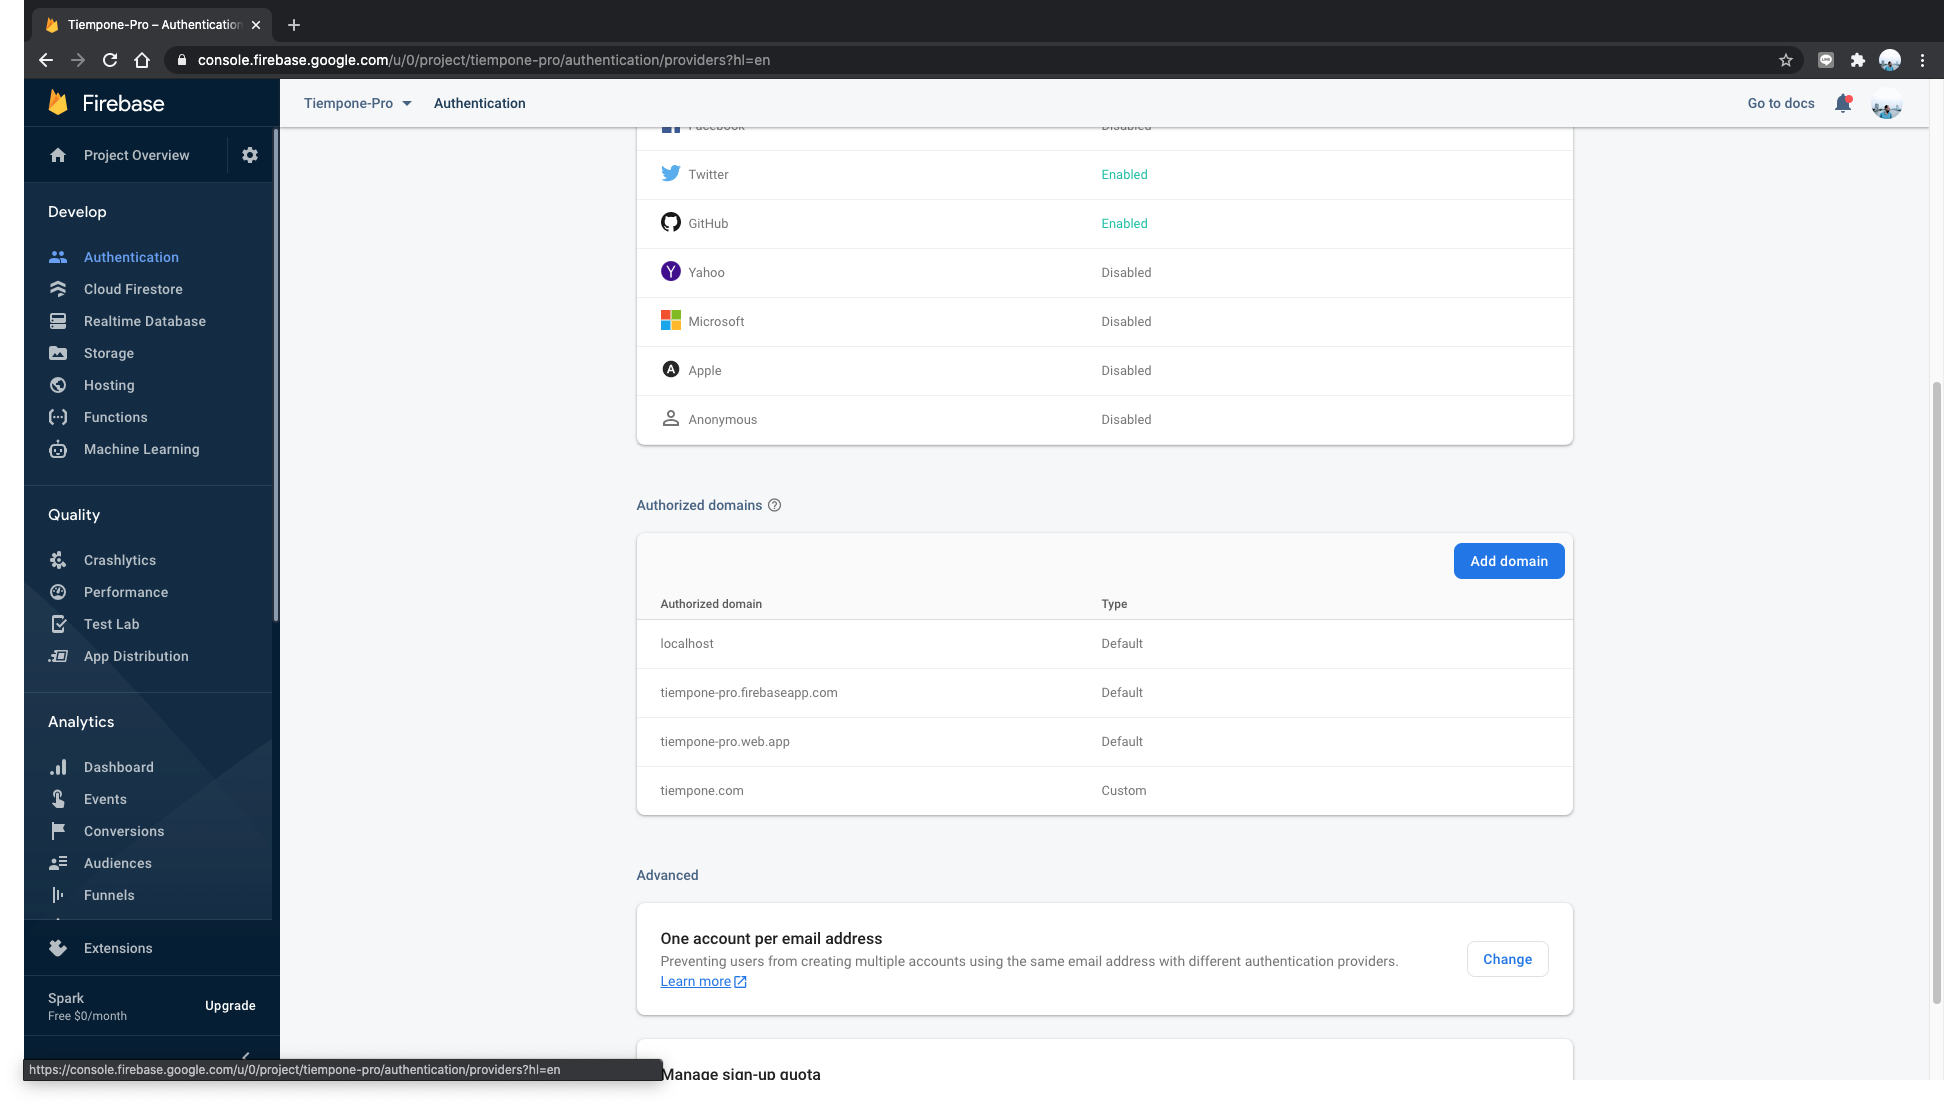 Tiempone-Pro – Authentication
console.firebase.google.com/u/0/project/tiempone-pro/authentication/providers?hl=en
Firebase
Tiempone-Pro
Authentication
Go to docs
Project Overview
Develop
Authentication
Cloud Firestore
Realtime Database
Storage
Hosting
Functions
Machine Learning
Quality
Crashlytics
Performance
Test Lab
App Distribution
Analytics
Dashboard
Events
Conversions
Audiences
Funnels
Extensions
Spark
Free $0/month
Upgrade
Facebook Disabled
Twitter Enabled
GitHub Enabled
Yahoo Disabled
Microsoft Disabled
Apple Disabled
Anonymous Disabled
Authorized domains
Add domain
Authorized domain Type
localhost Default
tiempone-pro.firebaseapp.com Default
tiempone-pro.web.app Default
tiempone.com Custom
Advanced
One account per email address
Preventing users from creating multiple accounts using the same email address with different authentication providers.
Learn more
Change
Manage sign-up quota
https://console.firebase.google.com/u/0/project/tiempone-pro/authentication/providers?hl=en